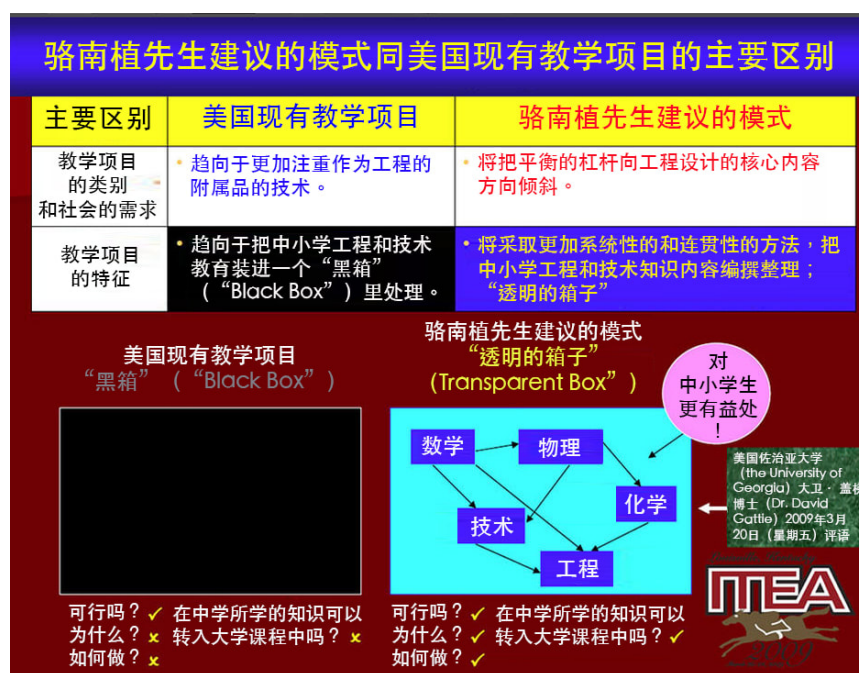 骆南植先生建议的模式同美国现有教学项目的主要区别
主要区别
美国现有教学项目
骆南植先生建议的模式
教学项目
的类别
和社会的需求
• 趋向于更加注重作为工程的
附属品的技术。
• 将把平衡的杠杆向工程设计的核心内容
方向倾斜。
教学项目
的特征
• 趋向于把中小学工程和技术
教育装进一个“黑箱”
(“Black Box”)里处理。
• 将采取更加系统性的和连贯性的方法，把
中小学工程和技术知识内容编撰整理；
“透明的箱子”
美国现有教学项目
“黑箱” (“Black Box”)
骆南植先生建议的模式
“透明的箱子”
(Transparent Box”)
对
中小学生
更有益处
！
数学
物理
化学
技术
工程
美国佐治亚大学
(the University of
Georgia) 大卫· 盖
博士 (Dr. David
Gattie) 2009年3月
20日 (星期五) 评语
可行吗？✓ 在中学所学的知识可以
为什么？× 转入大学课程中吗？×
如何做？×
可行吗？✓ 在中学所学的知识可以
为什么？✓ 转入大学课程中吗？✓
如何做？✓
ITEA
2009